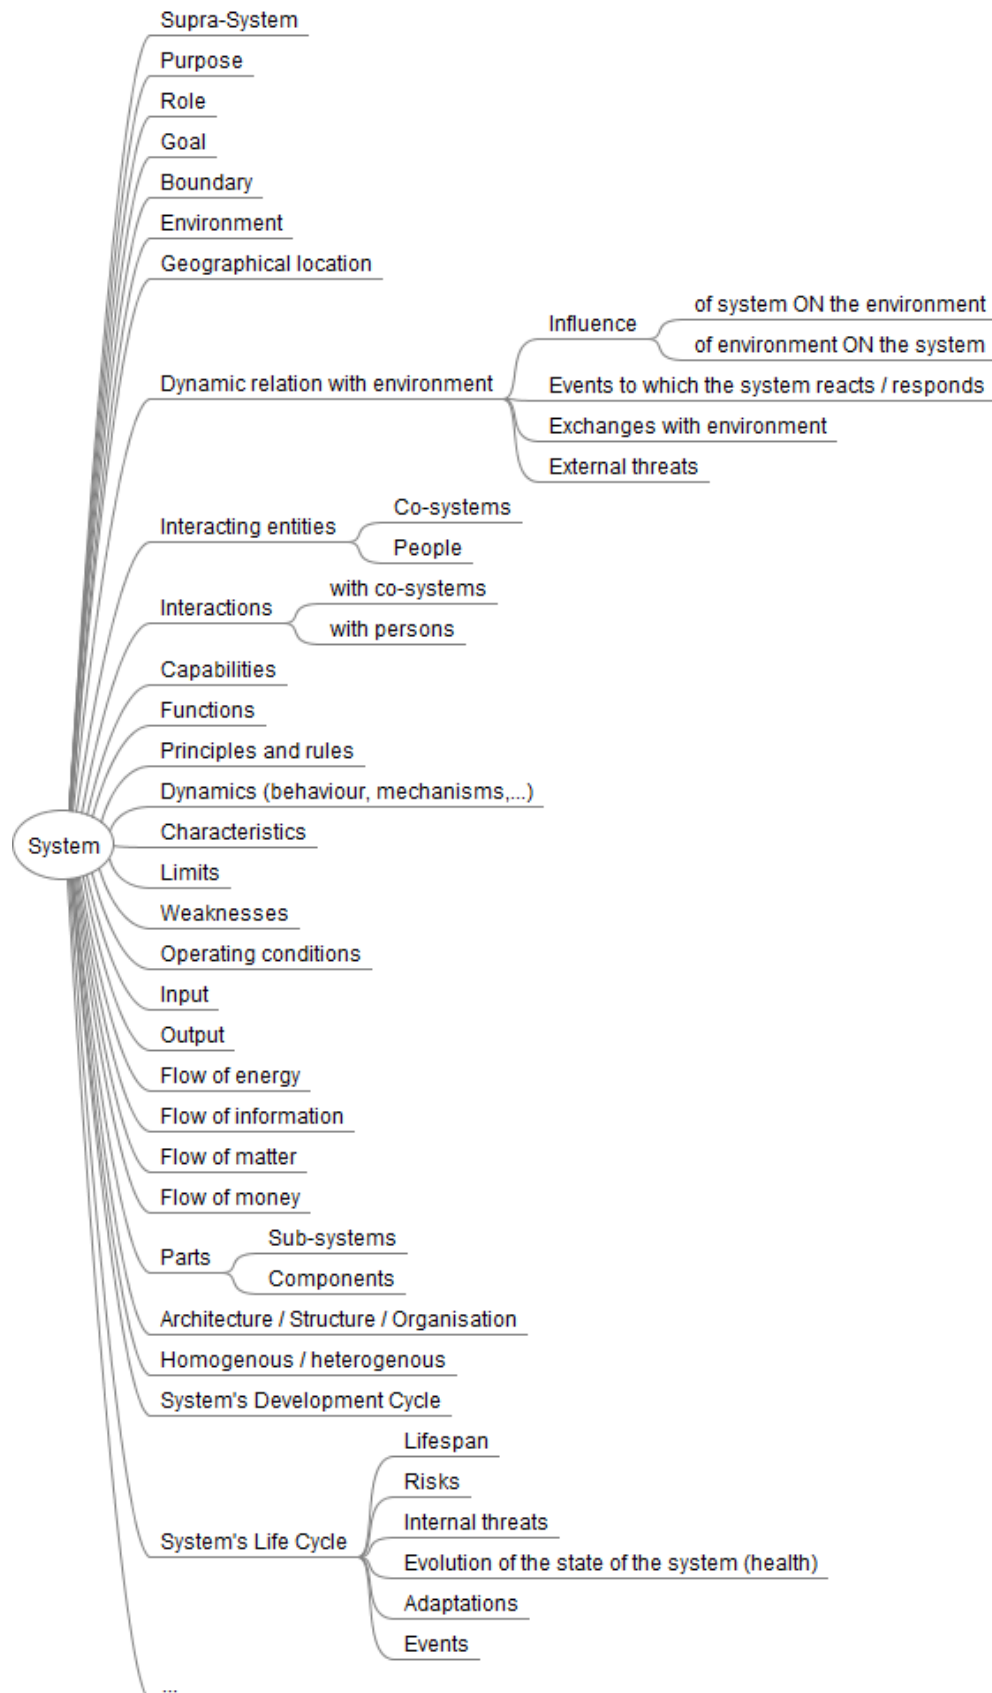 Supra-System
Purpose
Role
Goal
Boundary
Environment
Geographical location
Dynamic relation with environment
Influence
of system ON the environment
of environment ON the system
Events to which the system reacts / responds
Exchanges with environment
External threats
Interacting entities
Co-systems
People
Interactions
with co-systems
with persons
Capabilities
Functions
Principles and rules
Dynamics (behaviour, mechanisms,...)
System
Characteristics
Limits
Weaknesses
Operating conditions
Input
Output
Flow of energy
Flow of information
Flow of matter
Flow of money
Parts
Sub-systems
Components
Architecture / Structure / Organisation
Homogenous / heterogenous
System's Development Cycle
System's Life Cycle
Lifespan
Risks
Internal threats
Evolution of the state of the system (health)
Adaptations
Events
...